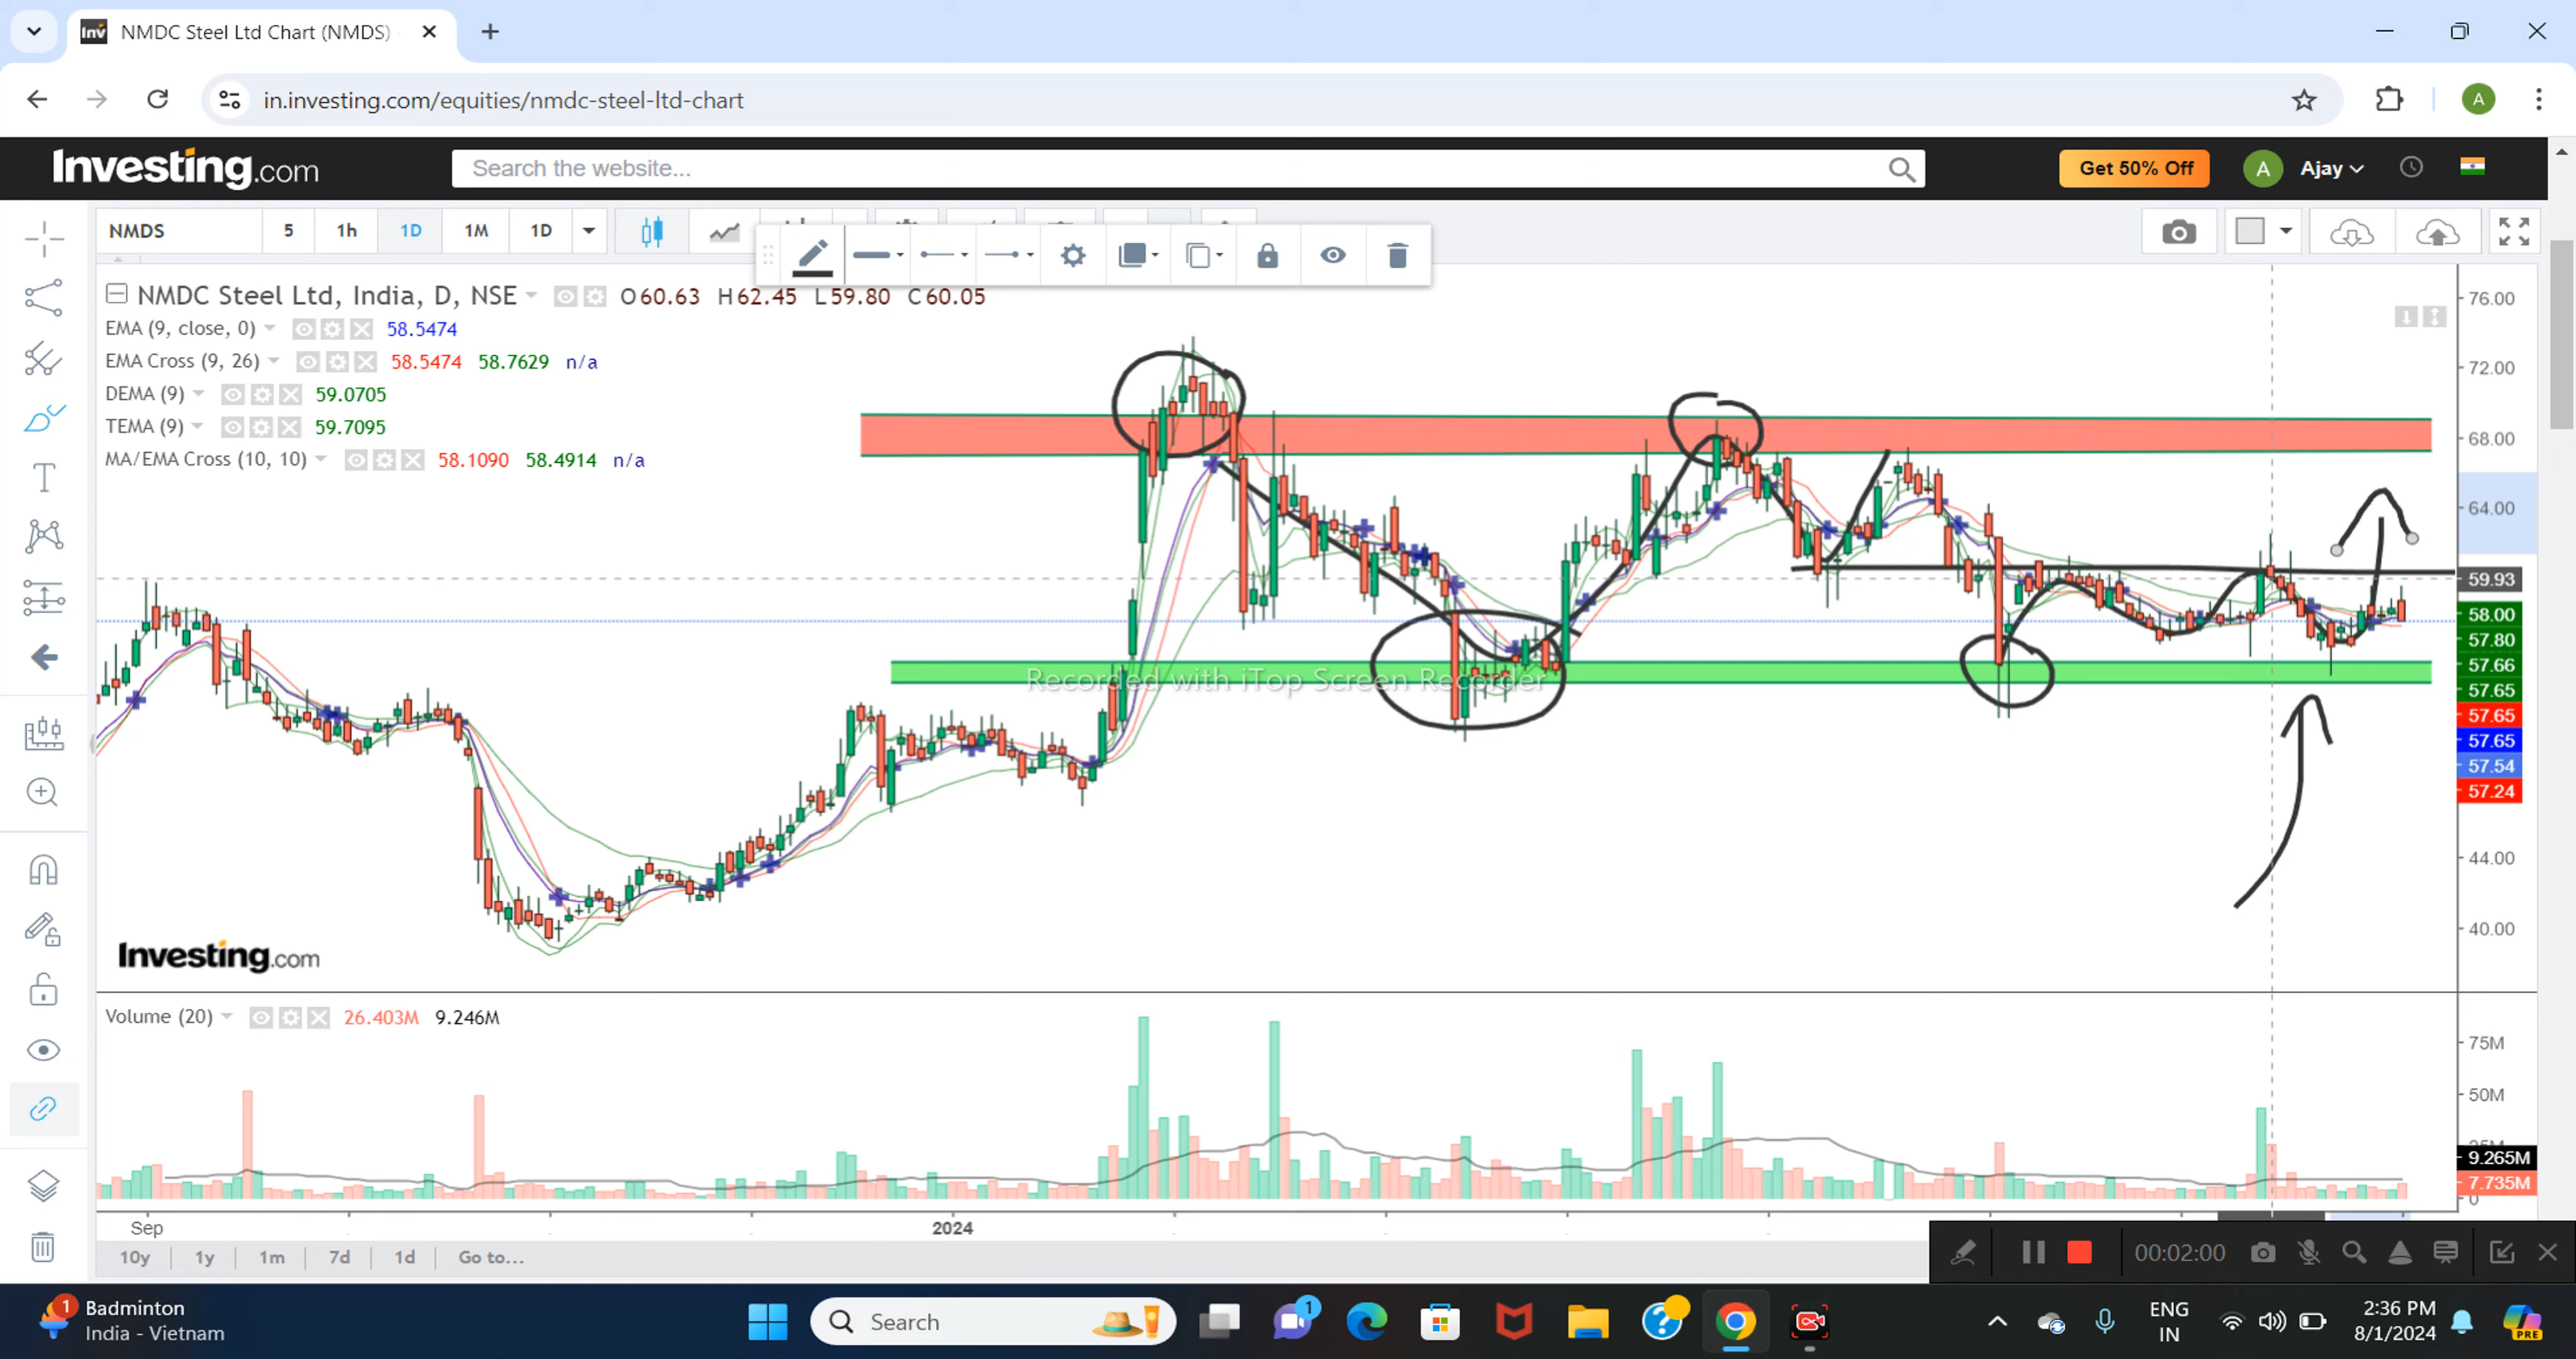 NMDC Steel Ltd Chart (NMDS)
in.investing.com/equities/nmdc-steel-ltd-chart
A
Investing.com
Search the website...
Get 50% Off
A
Ajay
NMDS
5
1h
1D
1M
1D
NMDC Steel Ltd, India, D, NSE O60.63 H62.45 L59.80 C60.05
EMA (9, close, 0) 58.5474
EMA Cross (9, 26) 58.5474 58.7629 n/a
DEMA (9) 59.0705
TEMA (9) 59.7095
MA/EMA Cross (10, 10) 58.1090 58.4914 n/a
76.00
72.00
68.00
64.00
59.93
58.00
57.80
57.66
57.65
57.65
57.65
57.54
57.24
44.00
40.00
Recorded with iTop Screen Recorder
Investing.com
Volume (20) 26.403M 9.246M
75M
50M
25M
9.265M
7.735M
0
Sep
2024
10y
1y
1m
7d
1d
Go to...
00:02:00
1
Badminton
India - Vietnam
Search
1
ENG
IN
2:36 PM
8/1/2024
PRE